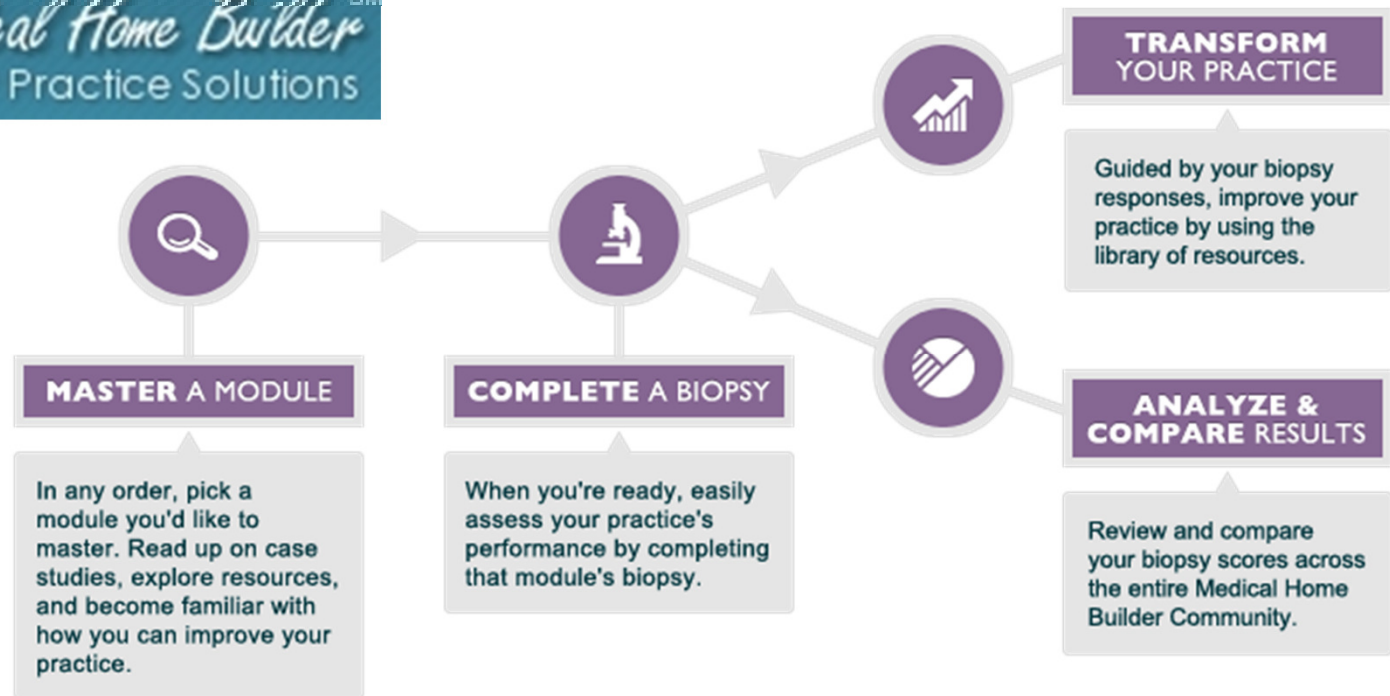 Home Builder
Practice Solutions
TRANSFORM
YOUR PRACTICE
Guided by your biopsy
responses, improve your
practice by using the
library of resources.
MASTER A MODULE
In any order, pick a
module you'd like to
master. Read up on case
studies, explore resources,
and become familiar with
how you can improve your
practice.
COMPLETE A BIOPSY
When you're ready, easily
assess your practice's
performance by completing
that module's biopsy.
ANALYZE &
COMPARE RESULTS
Review and compare
your biopsy scores across
the entire Medical Home
Builder Community.